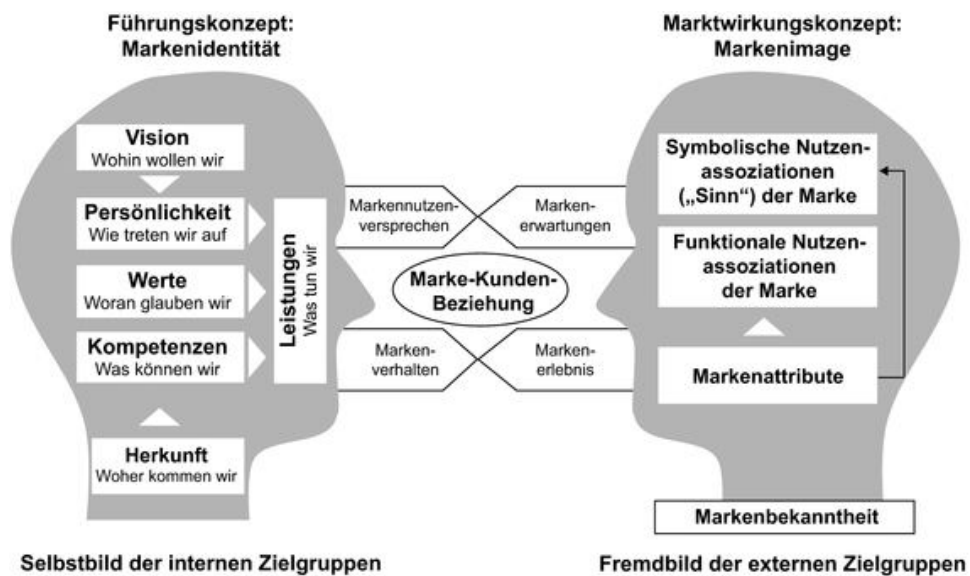 Führungskonzept:
Markenidentität
Vision
Wohin wollen wir
Persönlichkeit
Wie treten wir auf
Werte
Woran glauben wir
Kompetenzen
Was können wir
Herkunft
Woher kommen wir
Leistungen
Was tun wir
Selbstbild der internen Zielgruppen
Markennutzen-
versprechen
Marken-
erwartungen
Marke-Kunden-
Beziehung
Marken-
verhalten
Marken-
erlebnis
Marktwirkungskonzept:
Markenimage
Symbolische Nutzen-
assoziationen
(„Sinn“) der Marke
Funktionale Nutzen-
assoziationen
der Marke
Markenattribute
Markenbekanntheit
Fremdbild der externen Zielgruppen